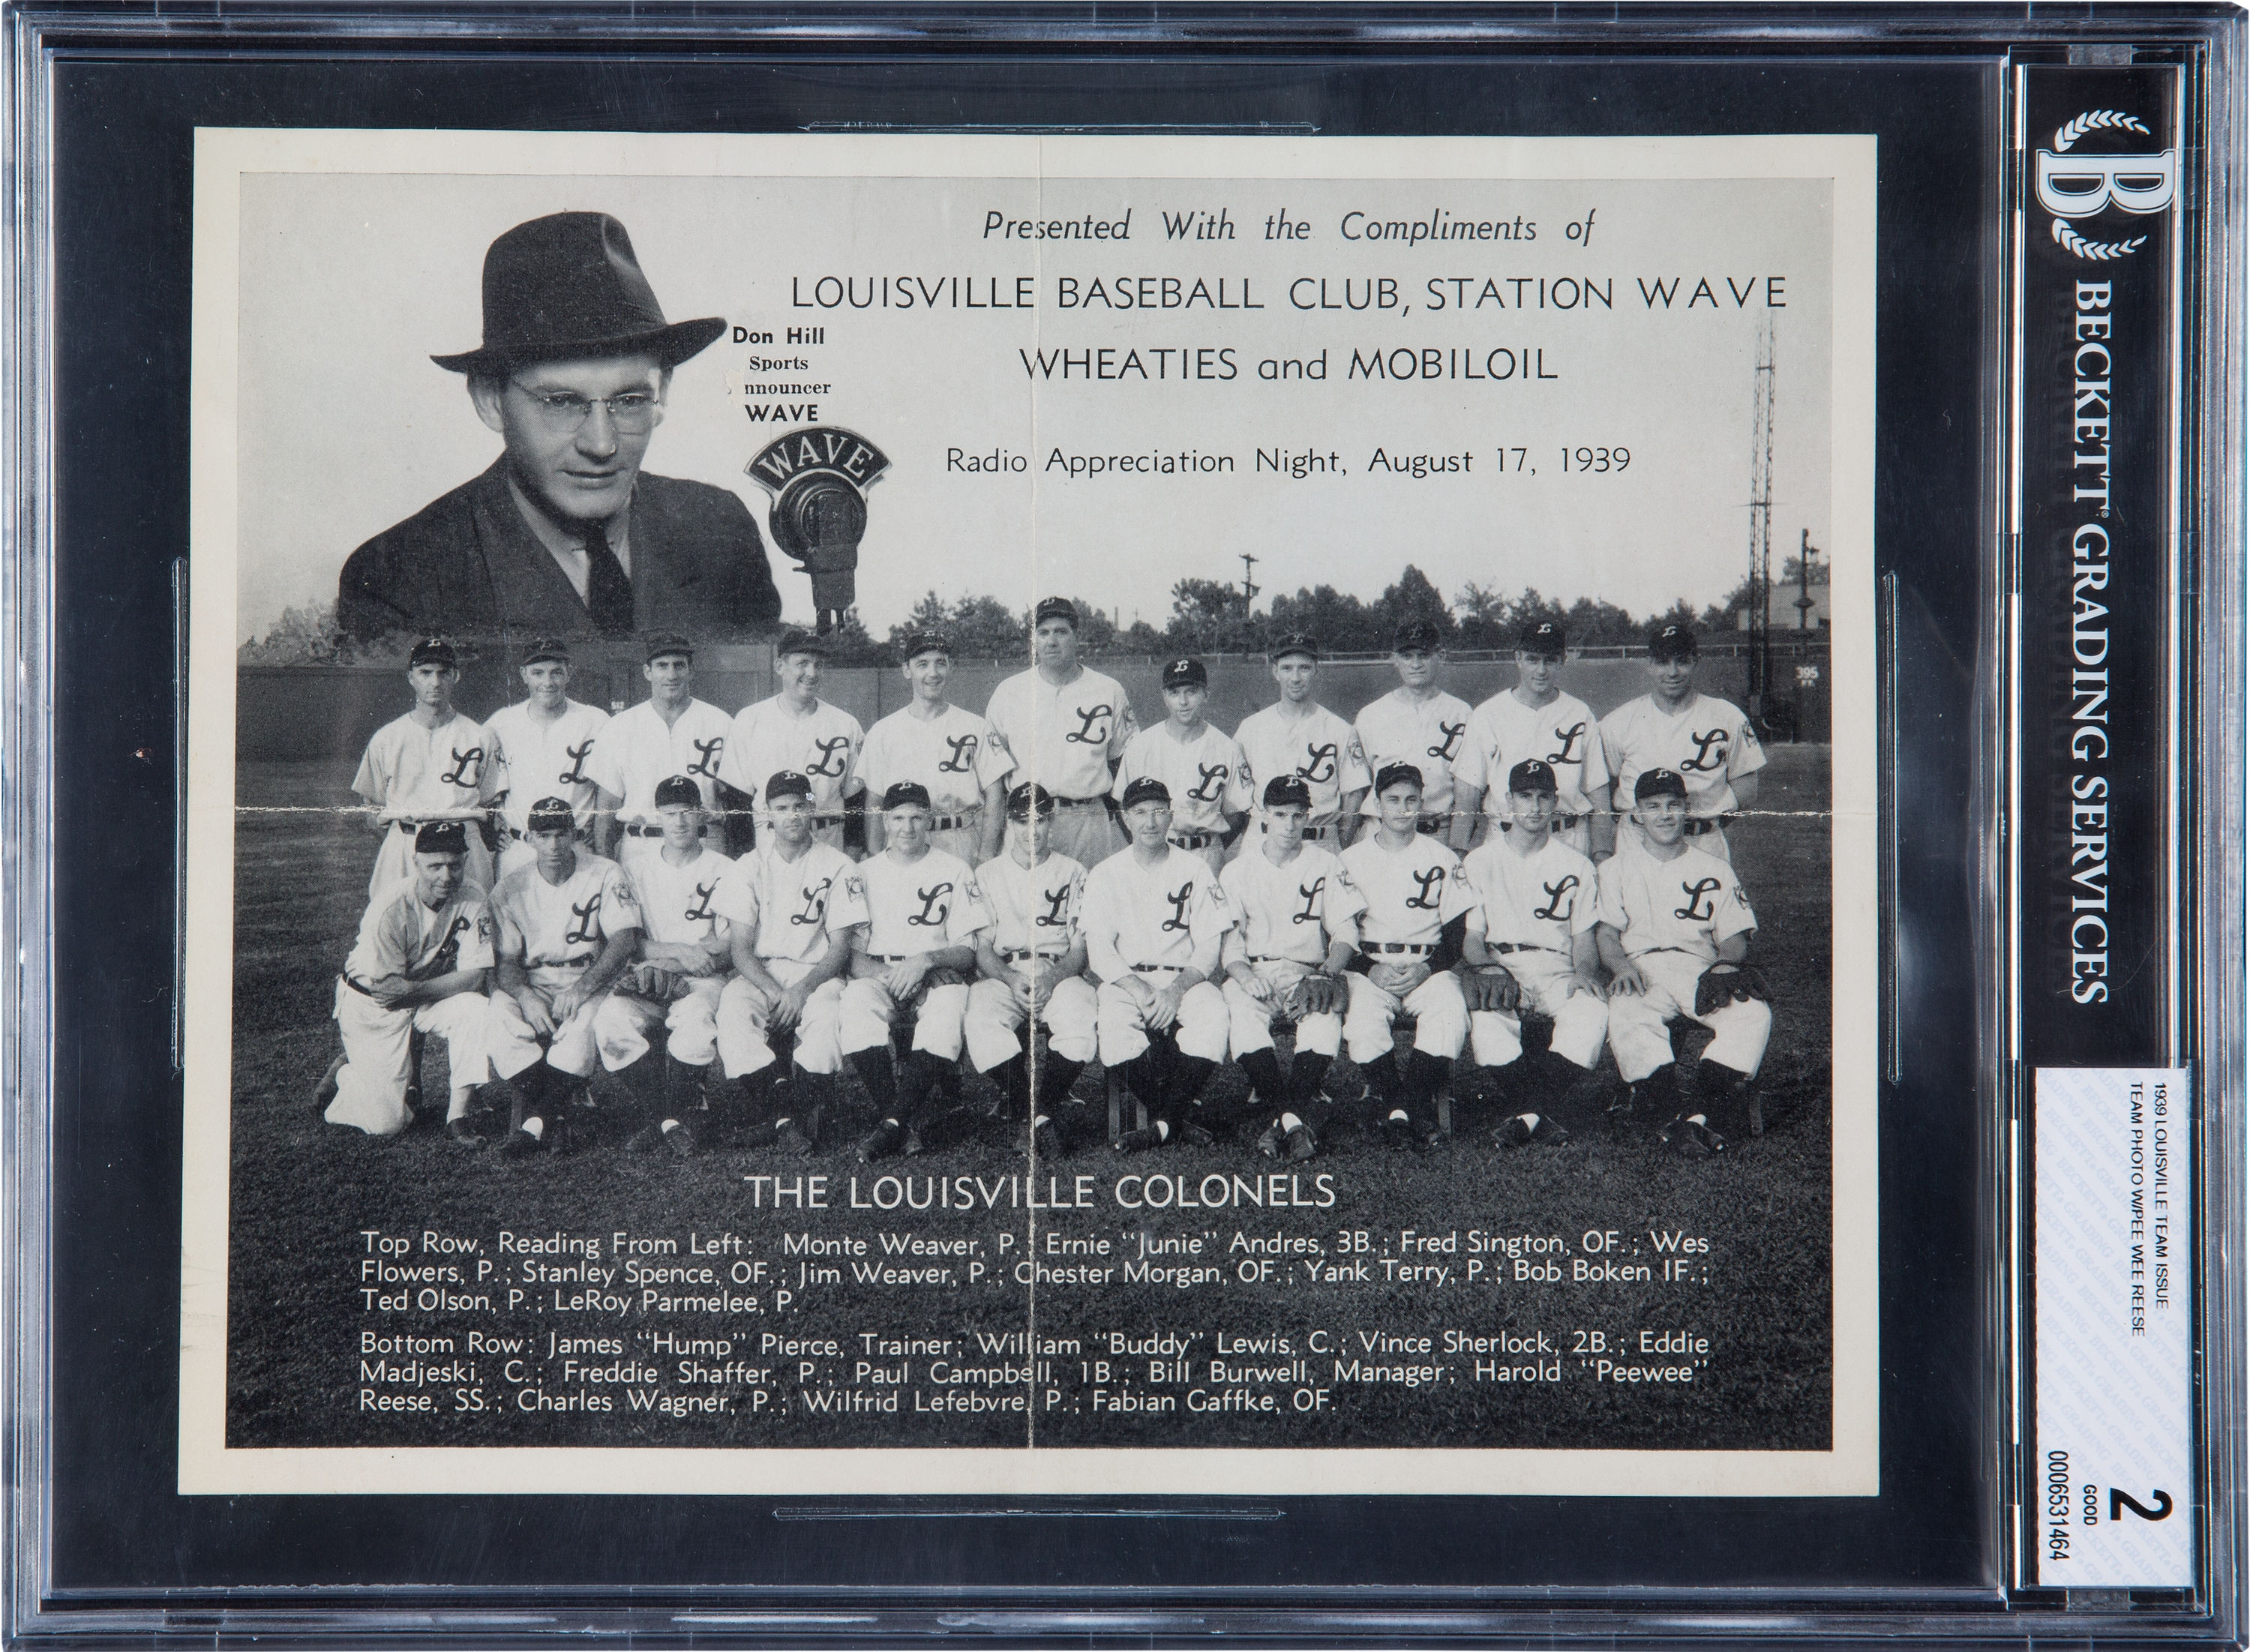 Presented With the Compliments of
LOUISVILLE BASEBALL CLUB, STATION WAVE
WHEATIES and MOBILOIL
Radio Appreciation Night, August 17, 1939
Don Hill
Sports
nnouncer
WAVE
WAVE
512
395
THE LOUISVILLE COLONELS
Top Row, Reading From Left: Monte Weaver, P.; Ernie "Junie" Andres, 3B.; Fred Sington, OF.; Wes
Flowers, P.; Stanley Spence, OF.; Jim Weaver, P.; Chester Morgan, OF.; Yank Terry, P.; Bob Boken IF.;
Ted Olson, P.; LeRoy Parmelee, P.
Bottom Row: James "Hump" Pierce, Trainer; William "Buddy" Lewis, C.; Vince Sherlock, 2B.; Eddie
Madjeski, C.; Freddie Shaffer, P.; Paul Campbell, 1B.; Bill Burwell, Manager; Harold "Peewee"
Reese, SS.; Charles Wagner, P.; Wilfrid Lefebvre, P.; Fabian Gaffke, OF.
B
BECKETT® GRADING SERVICES
1939 LOUISVILLE TEAM ISSUE
TEAM PHOTO W/PEE WEE REESE
2
GOOD
0006531464